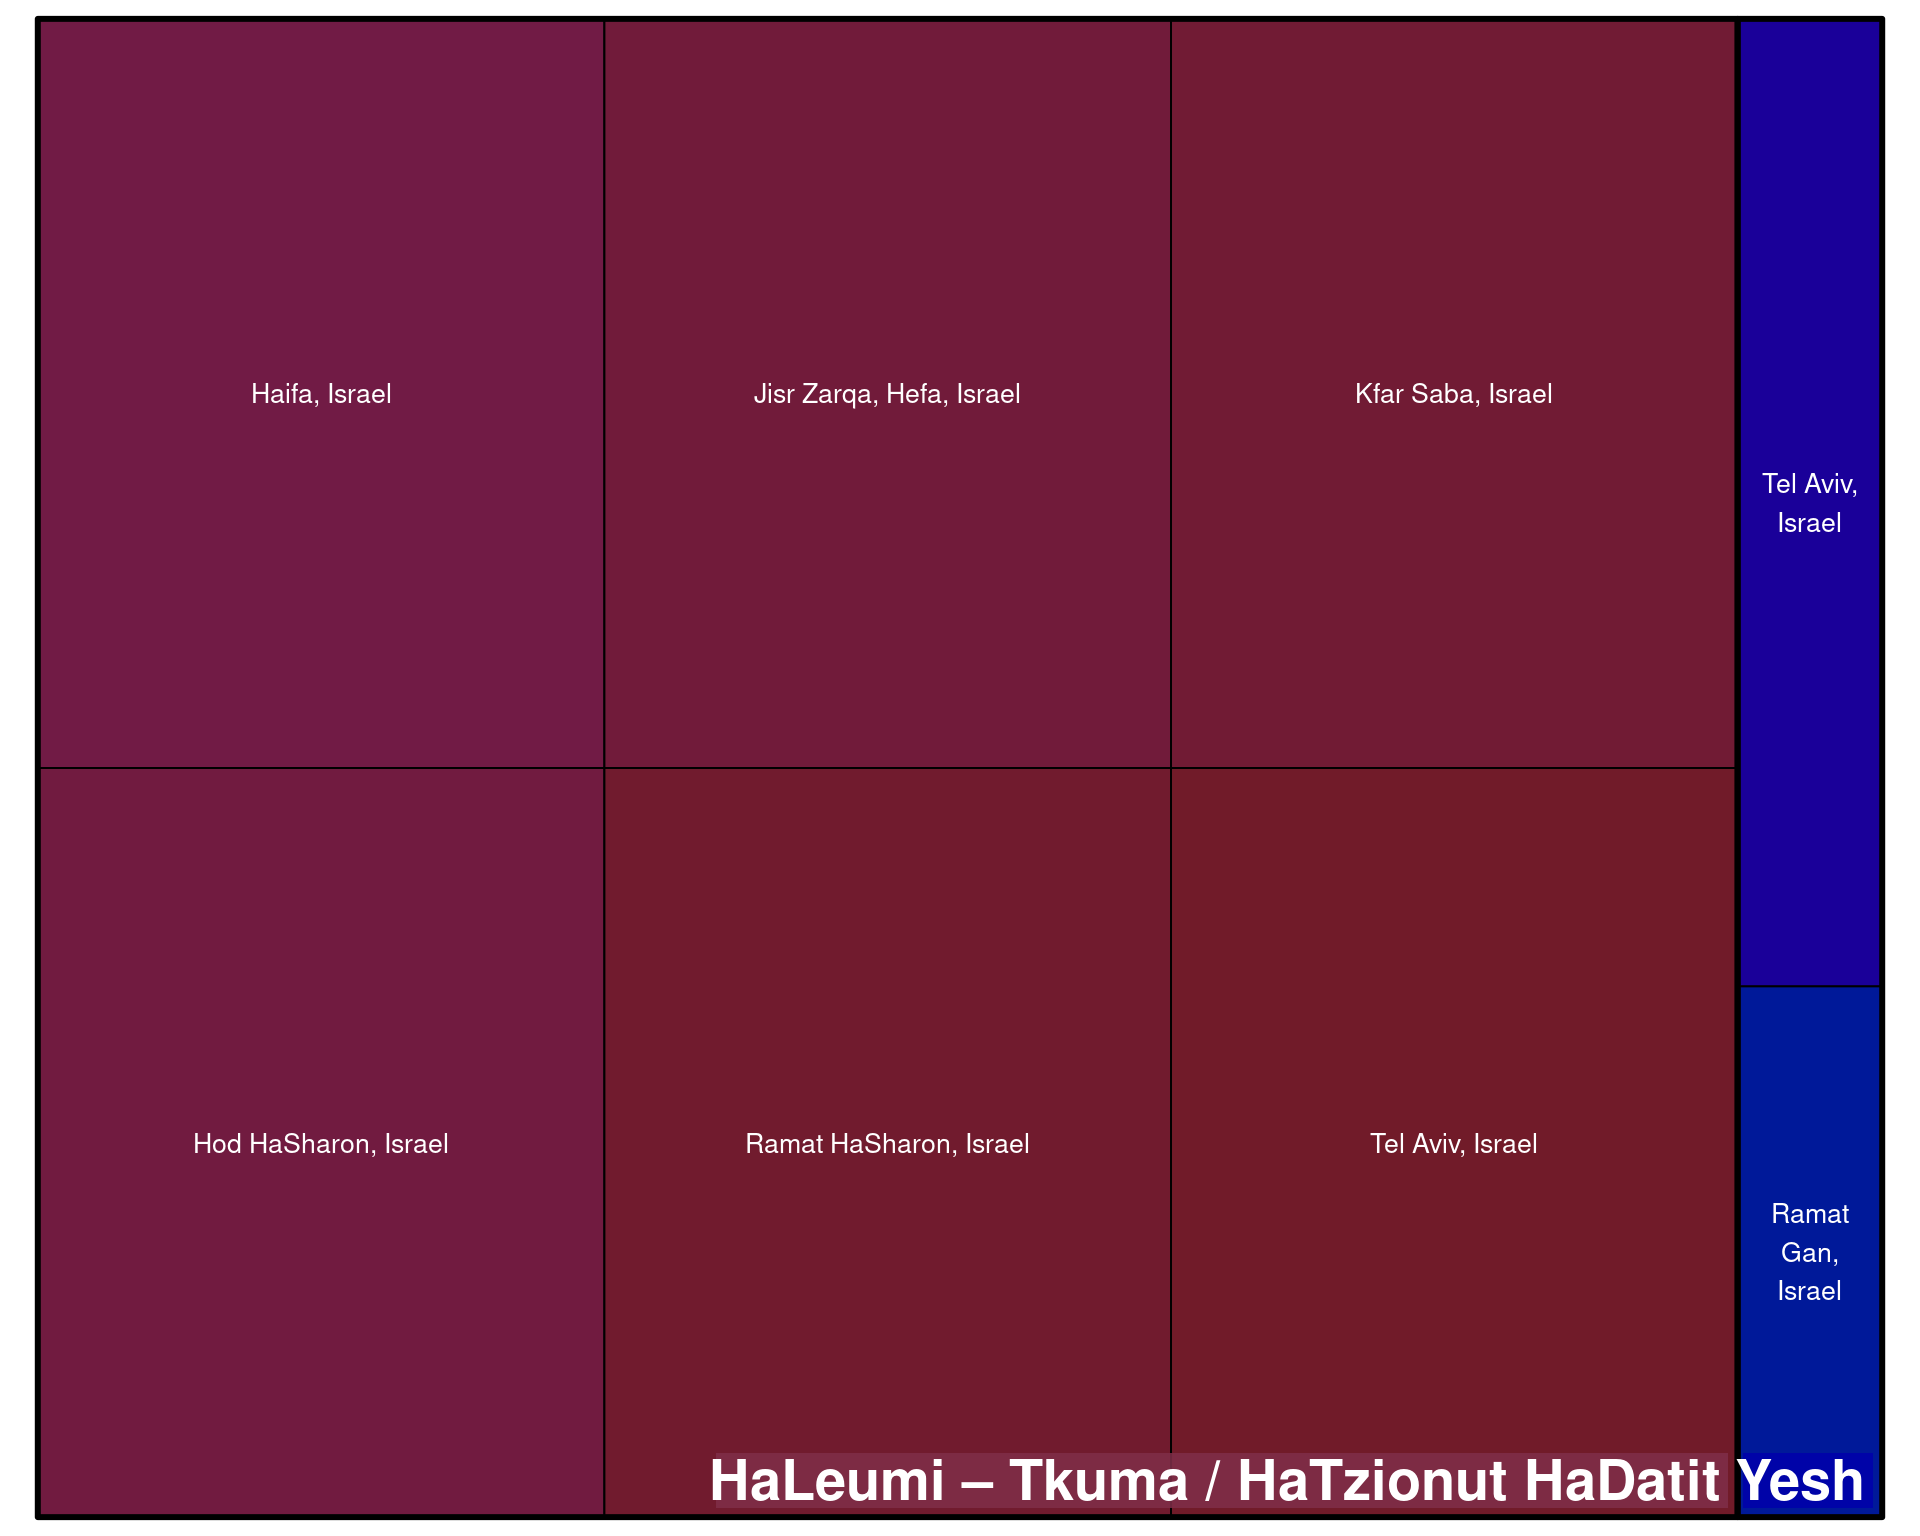 Haifa, Israel
Jisr Zarqa, Hefa, Israel
Kfar Saba, Israel
Tel Aviv,
Israel
Hod HaSharon, Israel
Ramat HaSharon, Israel
Tel Aviv, Israel
Ramat
Gan,
Israel
HaLeumi – Tkuma / HaTzionut HaDatit
Yesh